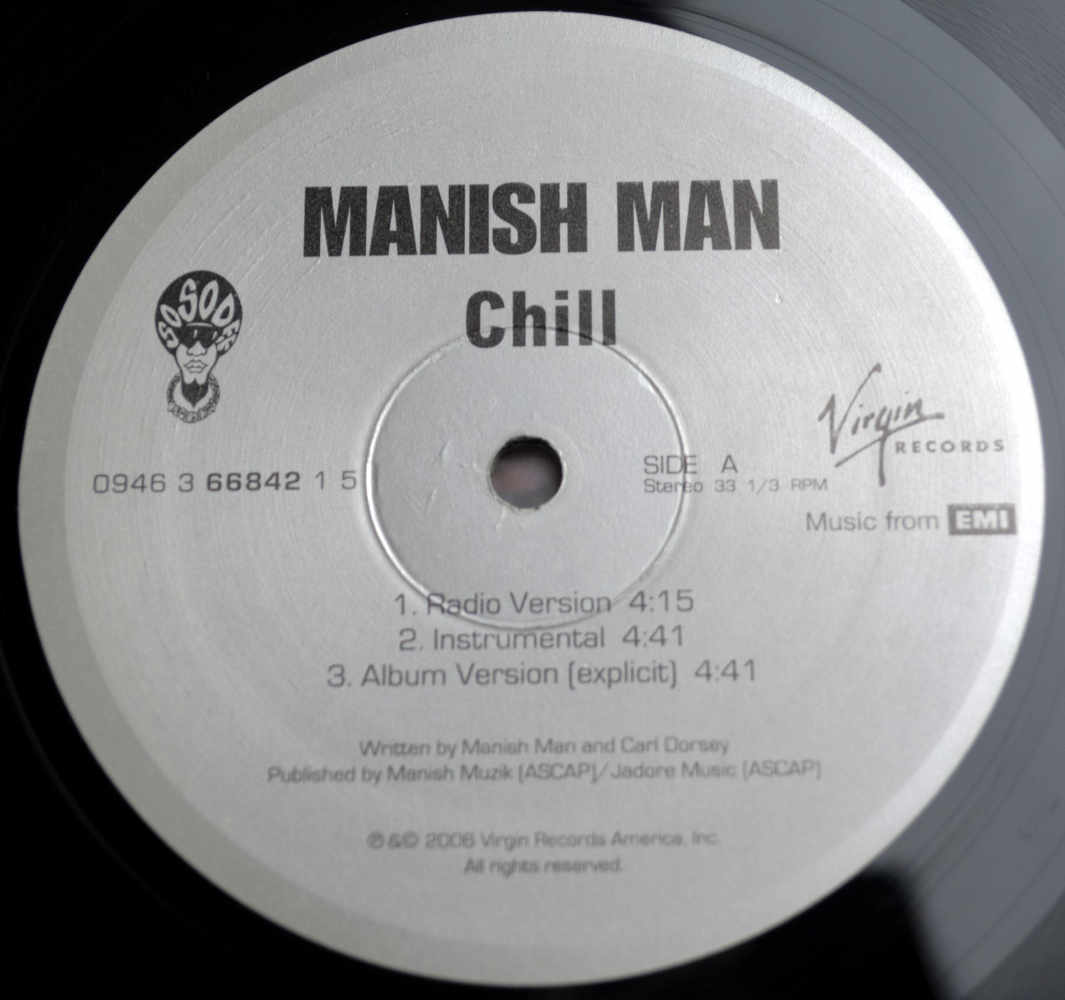 MANISH MAN
Chill
SO SO DEF
Virgin
RECORDS
0946 3 66842 1 5
SIDE A
Stereo 33 1/3 RPM
Music from EMI
1. Radio Version 4:15
2. Instrumental 4:41
3. Album Version (explicit) 4:41
Written by Manish Man and Carl Dorsey
Published by Manish Muzik (ASCAP)/Jadore Music (ASCAP)
℗&© 2006 Virgin Records America, Inc.
All rights reserved.